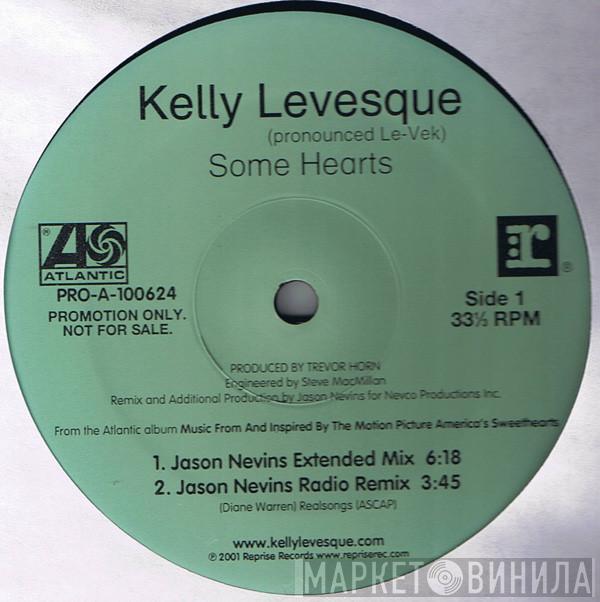 Kelly Levesque
(pronounced Le-Vek)
Some Hearts
®
ATLANTIC
PRO-A-100624
PROMOTION ONLY.
NOT FOR SALE.
r
®
Side 1
33⅓ RPM
PRODUCED BY TREVOR HORN
Engineered by Steve MacMillan
Remix and Additional Production by Jason Nevins for Nevco Productions Inc.
From the Atlantic album Music From And Inspired By The Motion Picture America's Sweethearts
1. Jason Nevins Extended Mix 6:18
2. Jason Nevins Radio Remix 3:45
(Diane Warren) Realsongs (ASCAP)
www.kellylevesque.com
℗ 2001 Reprise Records www.repriserec.com
МАРКЕТ ВИНИЛА